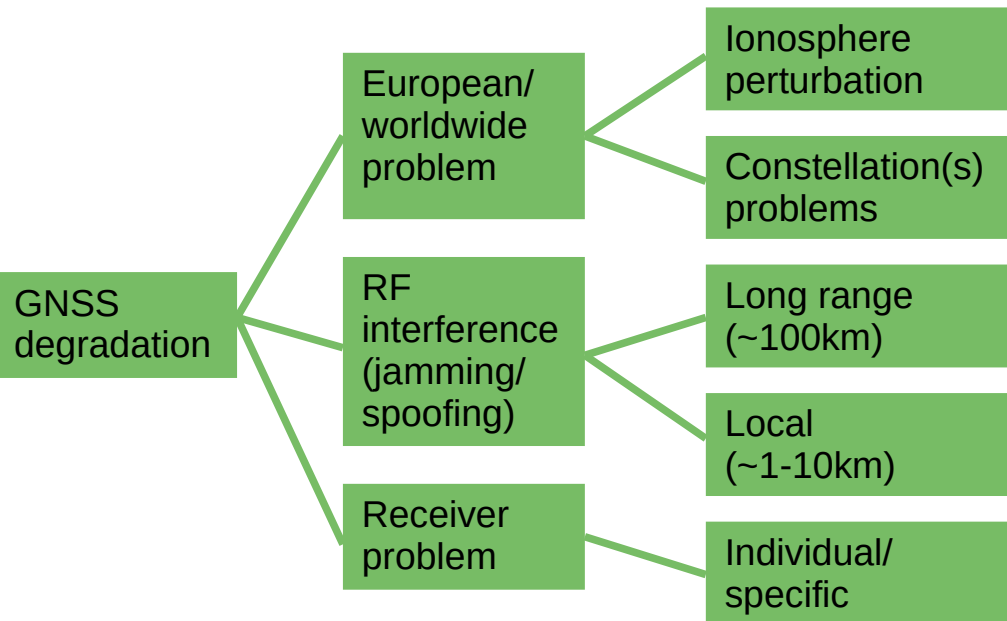 GNSS
degradation
European/
worldwide
problem
RF
interference
(jamming/
spoofing)
Receiver
problem
Ionosphere
perturbation
Constellation(s)
problems
Long range
(~100km)
Local
(~1-10km)
Individual/
specific